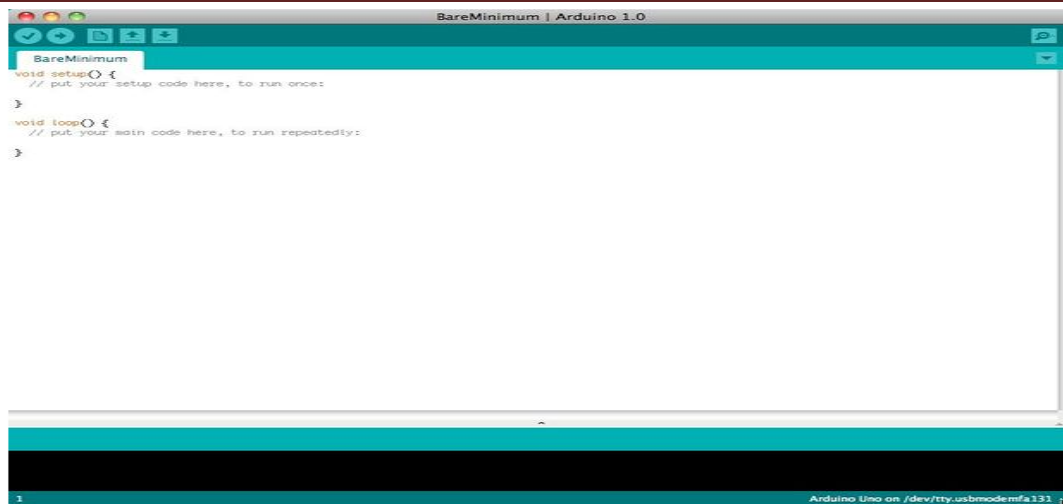 BareMinimum | Arduino 1.0
BareMinimum
void setup() {
// put your setup code here, to run once:
}
void loop() {
// put your main code here, to run repeatedly:
}
1
Arduino Uno on /dev/tty.usbmodemfa131